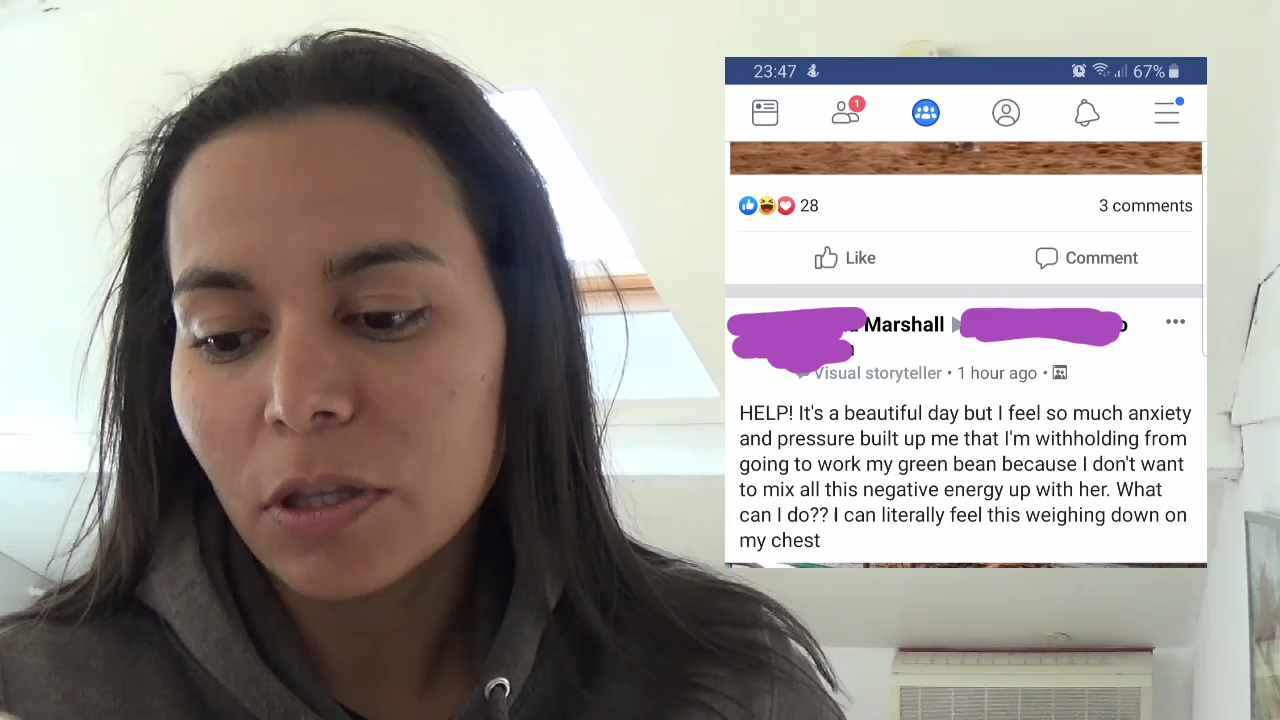 23:47 67%
1
28 3 comments
Like Comment
Marshall
Visual storyteller • 1 hour ago •
HELP! It's a beautiful day but I feel so much anxiety
and pressure built up me that I'm withholding from
going to work my green bean because I don't want
to mix all this negative energy up with her. What
can I do?? I can literally feel this weighing down on
my chest